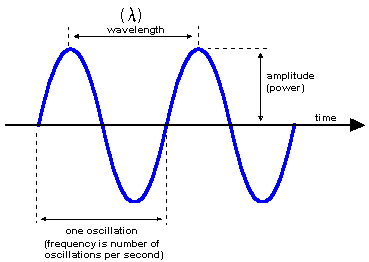 (λ)
wavelength
amplitude
(power)
time
one oscillation
(frequency is number of
oscillations per second)